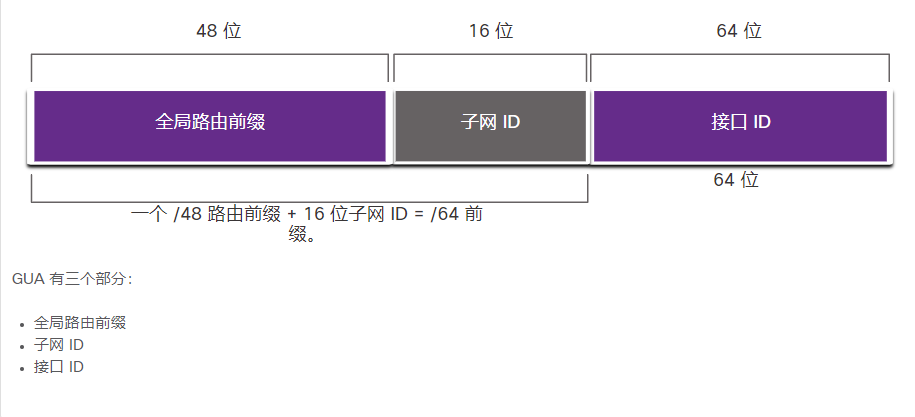 48 位
16 位
64 位
全局路由前缀
子网 ID
接口 ID
64 位
一个 /48 路由前缀 + 16 位子网 ID = /64 前
缀。
GUA 有三个部分：
• 全局路由前缀
• 子网 ID
• 接口 ID